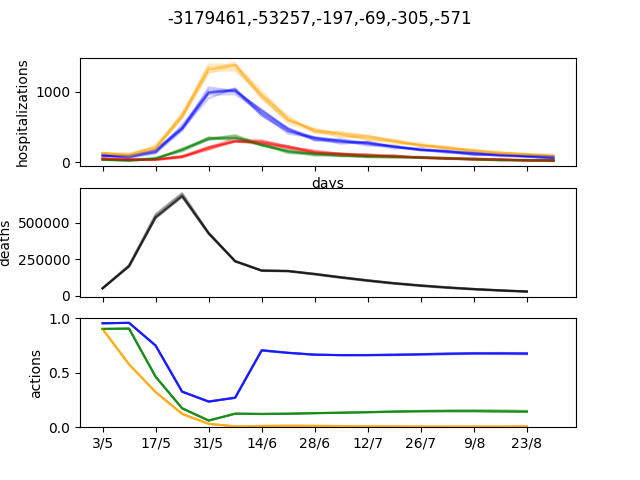 -3179461,-53257,-197,-69,-305,-571
hospitalizations
1000
0
days
deaths
500000
250000
0
actions
1.0
0.5
0.0
3/5 17/5 31/5 14/6 28/6 12/7 26/7 9/8 23/8